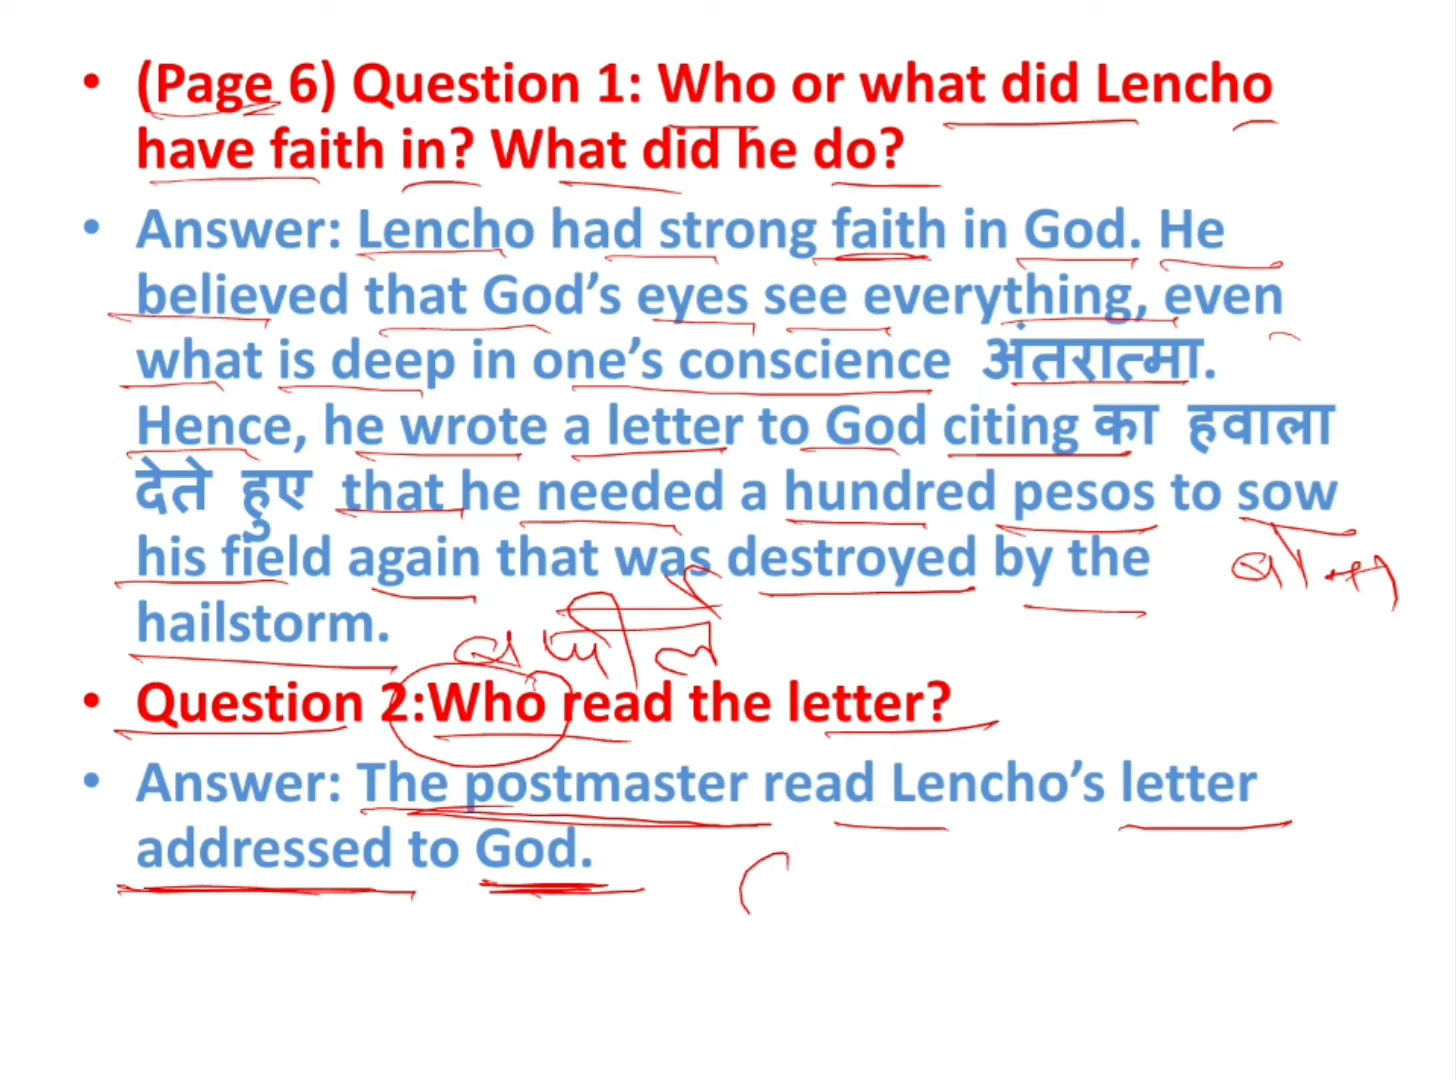 • (Page 6) Question 1: Who or what did Lencho
have faith in? What did he do?
• Answer: Lencho had strong faith in God. He
believed that God’s eyes see everything, even
what is deep in one’s conscience अंतरात्मा.
Hence, he wrote a letter to God citing का हवाला
देते हुए that he needed a hundred pesos to sow
his field again that was destroyed by the
hailstorm.
• Question 2:Who read the letter?
• Answer: The postmaster read Lencho’s letter
addressed to God.